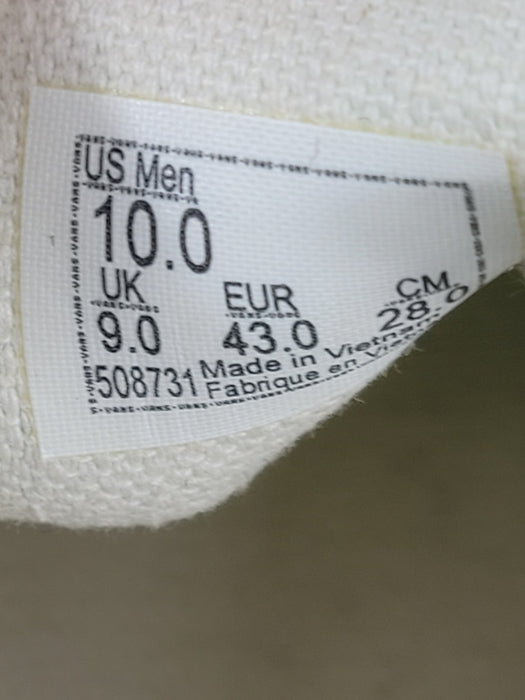 US Men
10.0
UK EUR CM
9.0 43.0 28.0
508731 Made in Vietnam
Fabrique en